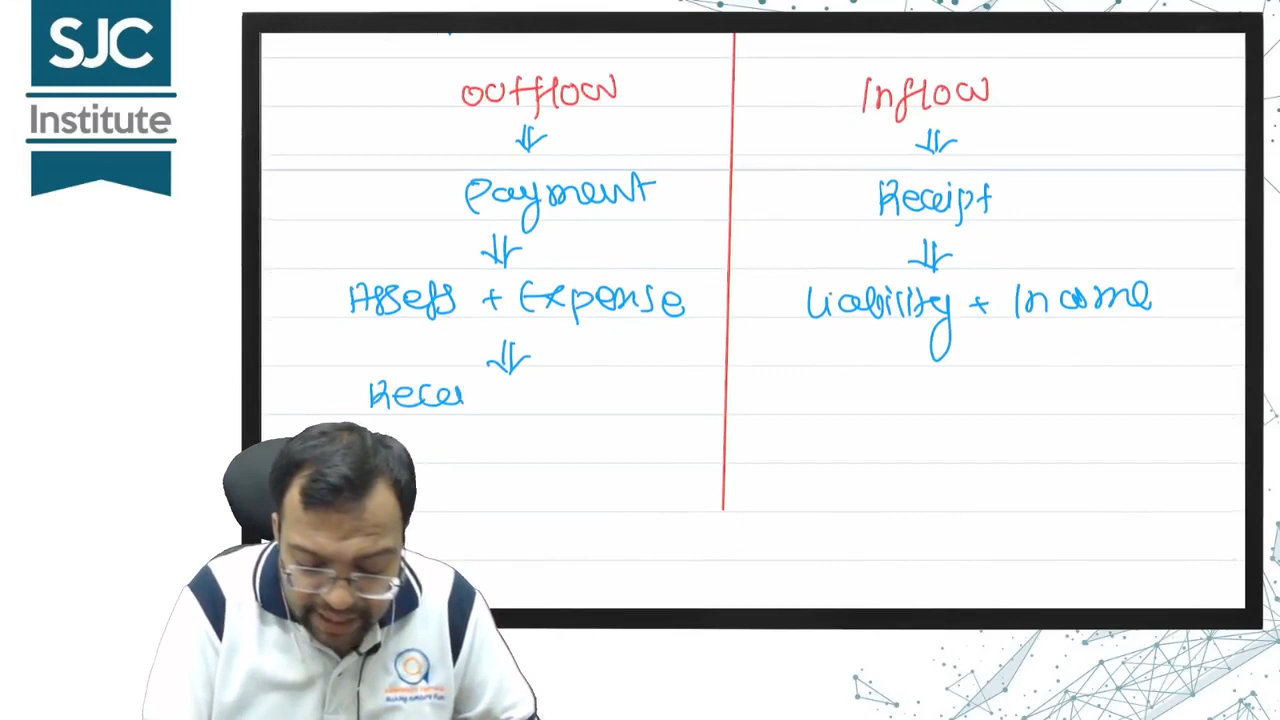 SJC
Institute
outflow
Inflow
⇓
⇓
Payment
Receipt
⇓
⇓
Assets + Expense
Liability + Income
⇓
Recei